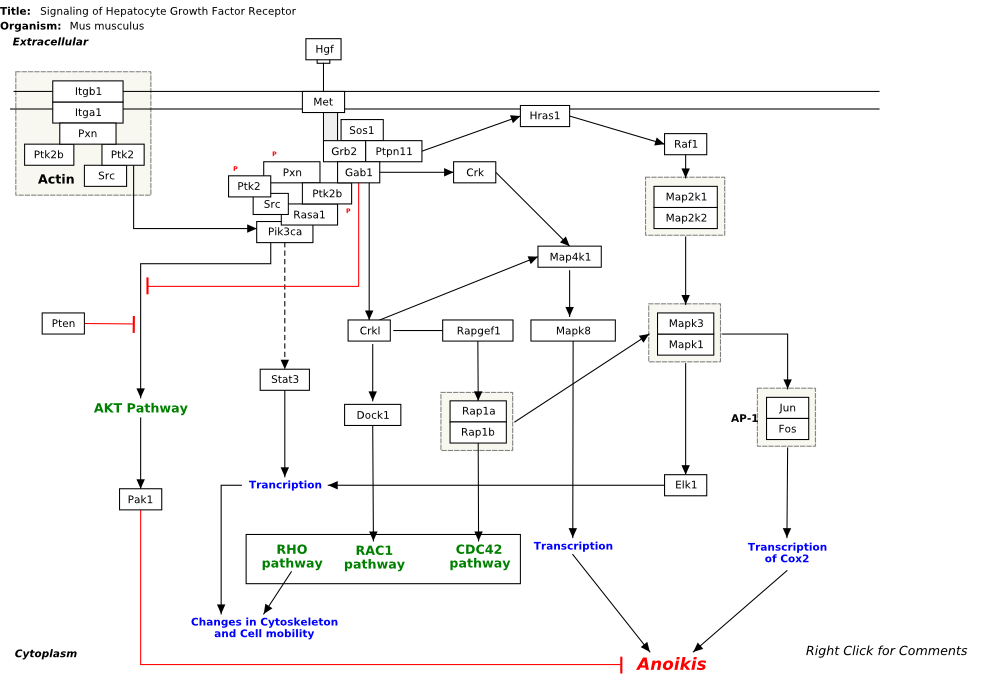 Title: Signaling of Hepatocyte Growth Factor Receptor
Organism: Mus musculus
Extracellular
Hgf
Itgb1
Met
Itga1
Hras1
Sos1
Pxn
Raf1
Ptk2b
Ptk2
Grb2
Ptpn11
P
P
Pxn
Gab1
Crk
Actin
Src
Ptk2
Ptk2b
Map2k1
Src
Rasa1
P
Map2k2
Pik3ca
Map4k1
Pten
Crkl
Rapgef1
Mapk8
Mapk3
Mapk1
Stat3
AKT Pathway
Dock1
Rap1a
Rap1b
AP-1
Jun
Fos
Trancription
Elk1
Pak1
RHO
pathway
RAC1
pathway
CDC42
pathway
Transcription
Transcription
of Cox2
Changes in Cytoskeleton
and Cell mobility
Cytoplasm
Anoikis
Right Click for Comments